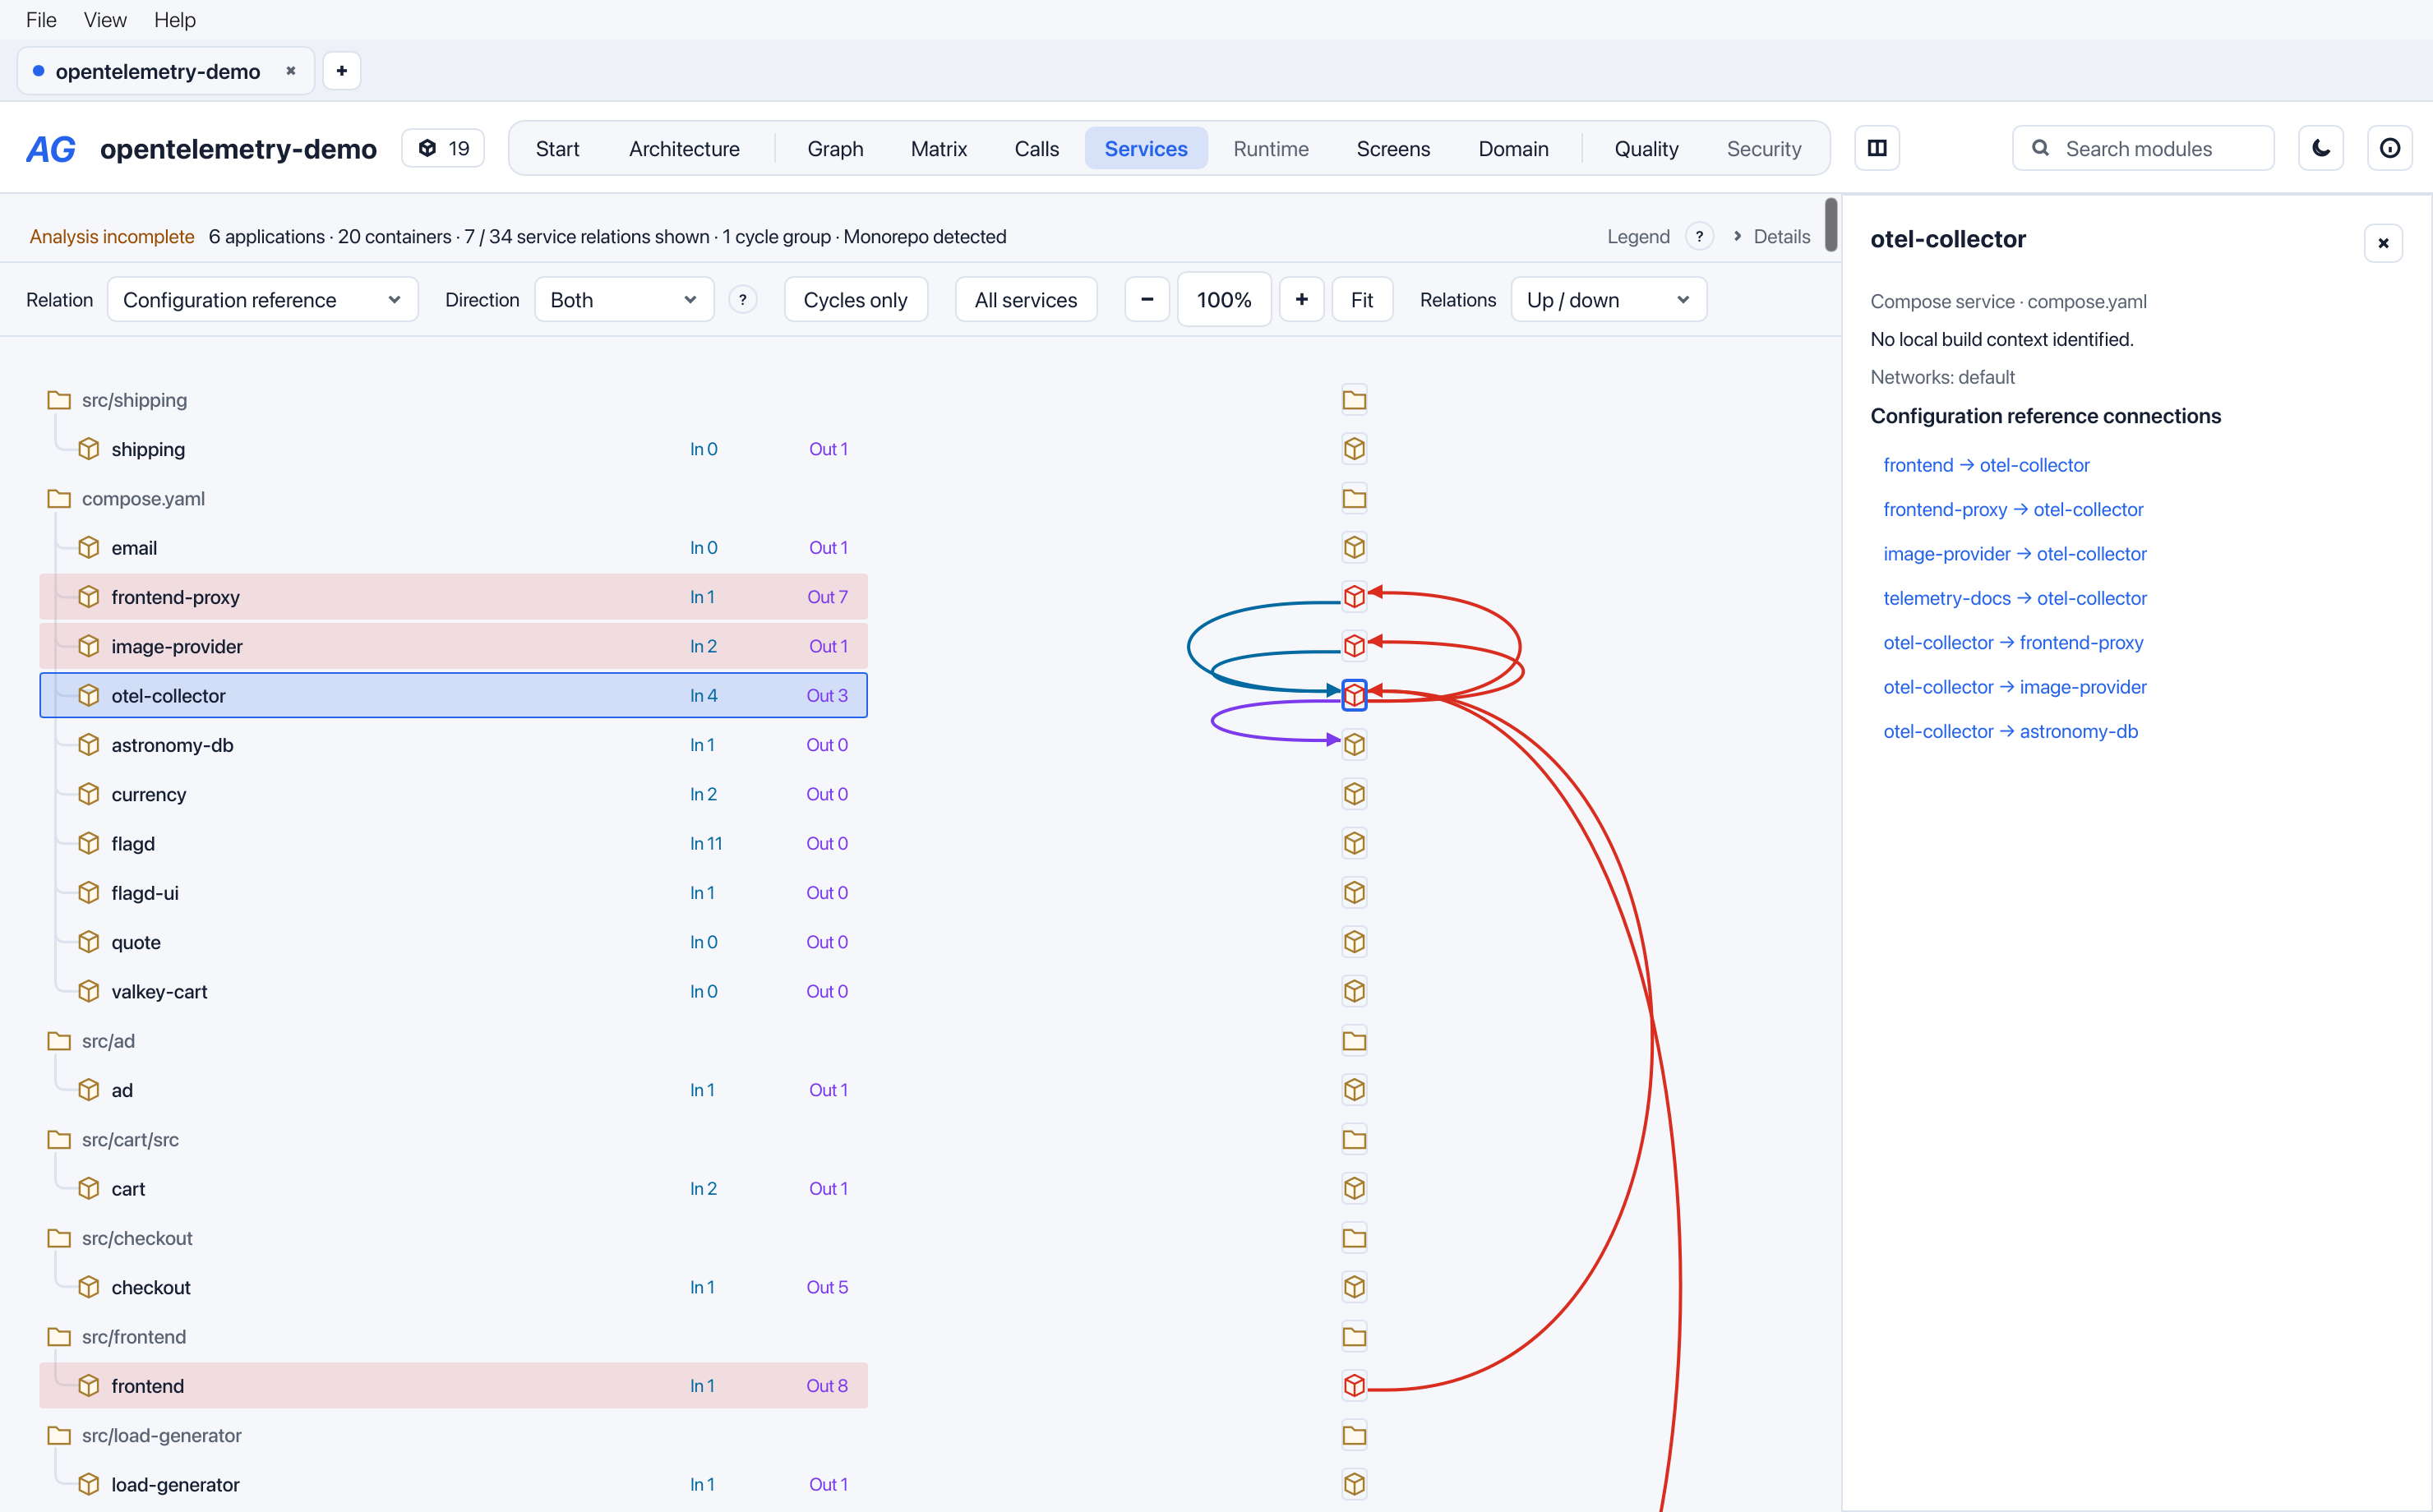 File View Help
opentelemetry-demo × +
AG opentelemetry-demo 19 Start Architecture Graph Matrix Calls Services Runtime Screens Domain Quality Security Search modules
Analysis incomplete 6 applications · 20 containers · 7 / 34 service relations shown · 1 cycle group · Monorepo detected Legend ? Details
Relation Configuration reference Direction Both ? Cycles only All services − 100% + Fit Relations Up / down
src/shipping
shipping In 0 Out 1
compose.yaml
email In 0 Out 1
frontend-proxy In 1 Out 7
image-provider In 2 Out 1
otel-collector In 4 Out 3
astronomy-db In 1 Out 0
currency In 2 Out 0
flagd In 11 Out 0
flagd-ui In 1 Out 0
quote In 0 Out 0
valkey-cart In 0 Out 0
src/ad
ad In 1 Out 1
src/cart/src
cart In 2 Out 1
src/checkout
checkout In 1 Out 5
src/frontend
frontend In 1 Out 8
src/load-generator
load-generator In 1 Out 1
otel-collector ×
Compose service · compose.yaml
No local build context identified.
Networks: default
Configuration reference connections
frontend → otel-collector
frontend-proxy → otel-collector
image-provider → otel-collector
telemetry-docs → otel-collector
otel-collector → frontend-proxy
otel-collector → image-provider
otel-collector → astronomy-db